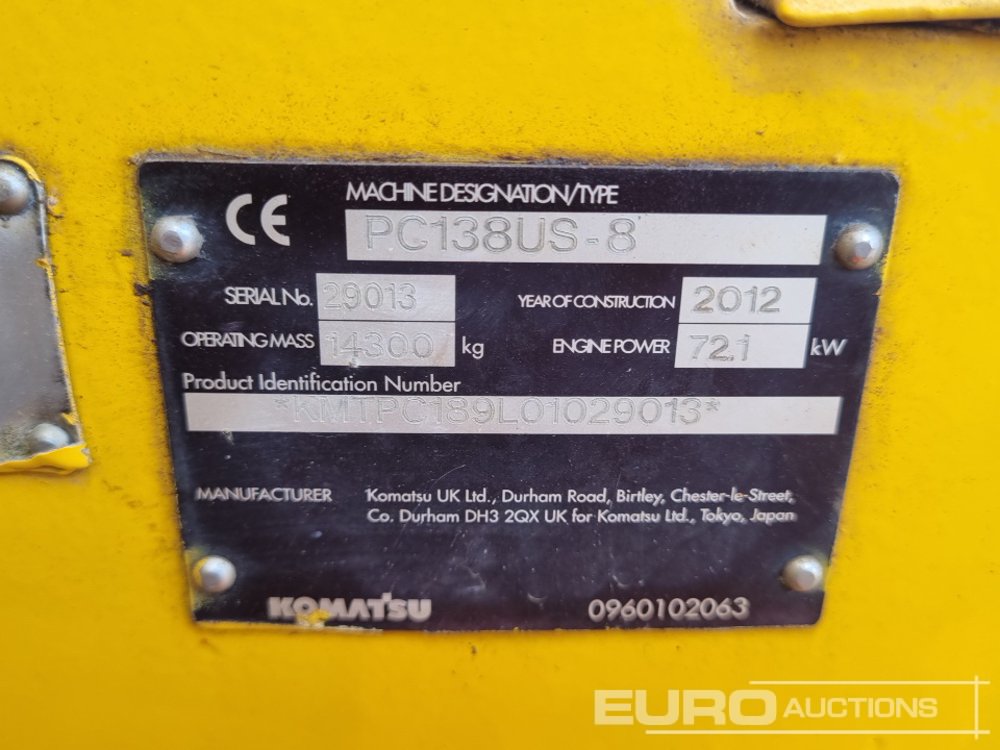 CE MACHINE DESIGNATION/TYPE
PC138US-8
SERIAL No. 29013 YEAR OF CONSTRUCTION 2012
OPERATING MASS 14300 kg ENGINE POWER 72.1 kW
Product Identification Number
*KMTPC189L01029013*
MANUFACTURER Komatsu UK Ltd., Durham Road, Birtley, Chester-le-Street,
Co. Durham DH3 2QX UK for Komatsu Ltd., Tokyo, Japan
KOMATSU 0960102063
EURO AUCTIONS